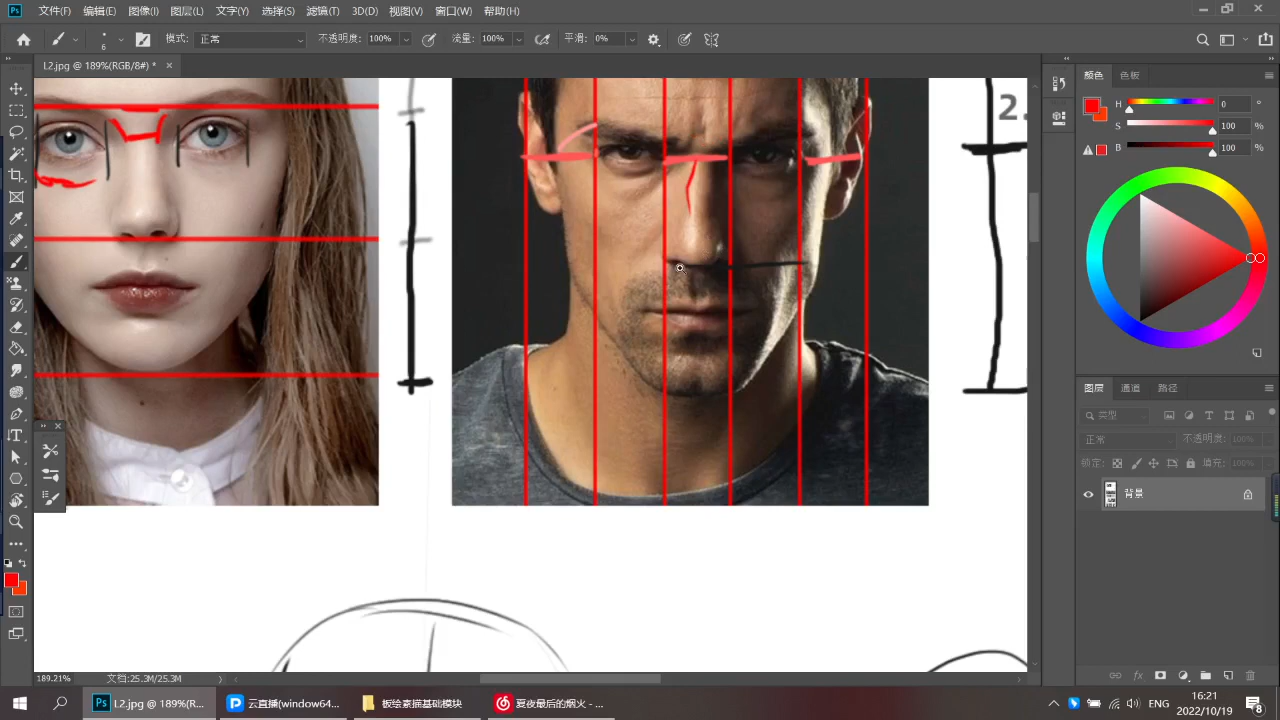 文件(F) 编辑(E) 图像(I) 图层(L) 文字(Y) 选择(S) 滤镜(T) 3D(D) 视图(V) 窗口(W) 帮助(H)
6 模式: 正常 不透明度: 100% 流量: 100% 平滑: 0%
L2.jpg @ 189%(RGB/8#) *
颜色 色板
H 0 °
S 100 %
B 100 %
2.
图层 通道 路径
类型
正常 不透明度: 100%
锁定: 填充: 100%
背景
189.21% 文档:25.3M/25.3M
Ps L2.jpg @ 189%(R...
云直播(window64...
板绘素描基础模块
夏夜最后的烟火 - ...
16:21
2022/10/19
8